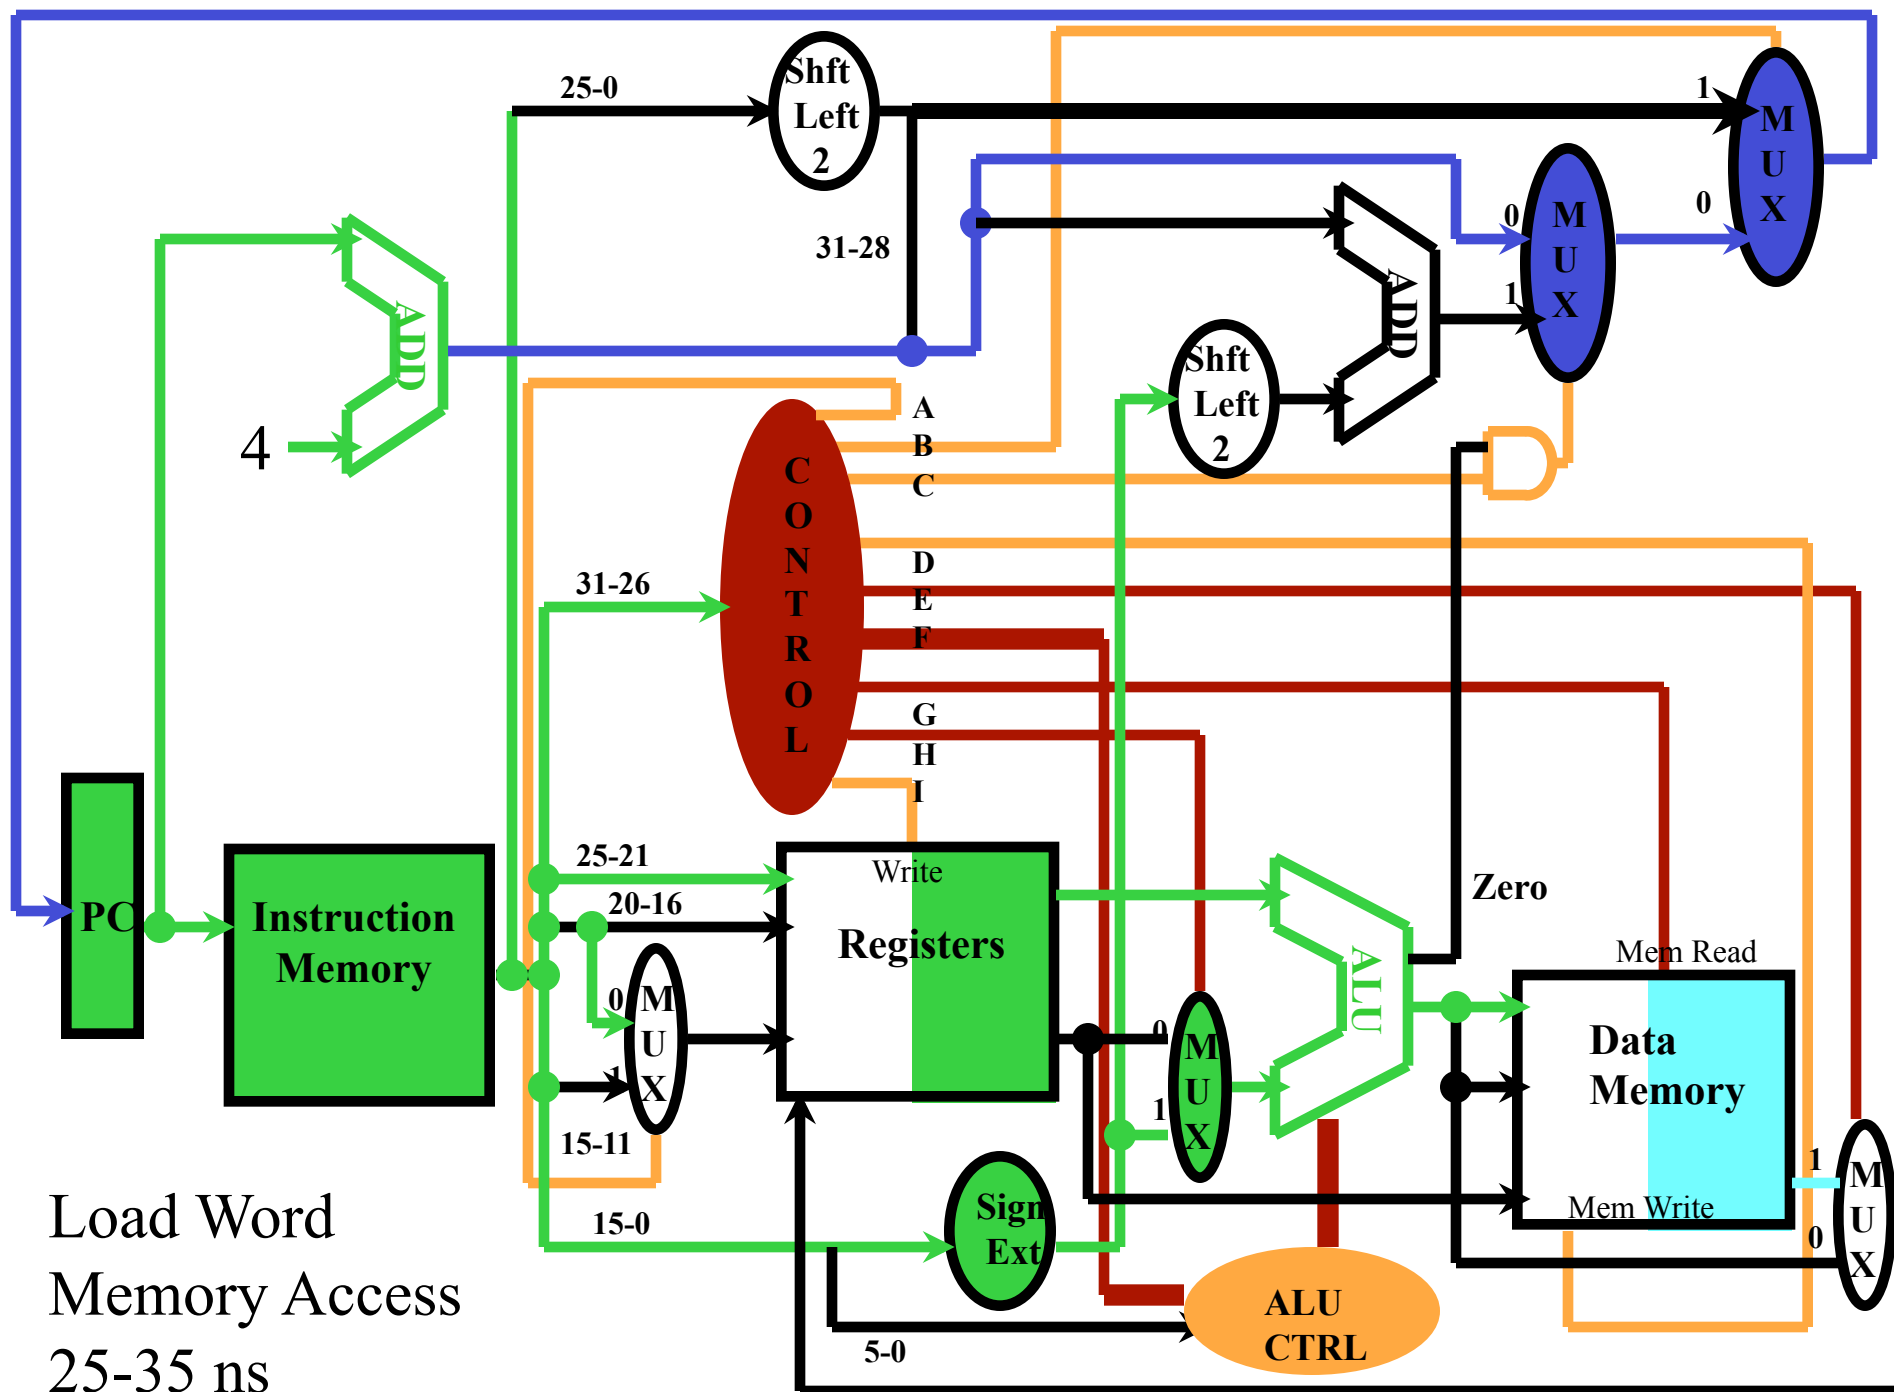 25-0
Shft
Left
2
1
M
U
X
0
31-28
ADD
4
0
M
U
X
1
ADD
Shft
Left
2
A
B
C
D
E
F
G
H
I
C
O
N
T
R
O
L
31-26
25-21
20-16
Write
Registers
PC
Instruction
Memory
0
M
U
X
1
15-11
15-0
Sign
Ext
0
M
U
X
1
ALU
Zero
Mem Read
Data
Memory
Mem Write
1
M
U
X
0
ALU
CTRL
5-0
Load Word
Memory Access
25-35 ns